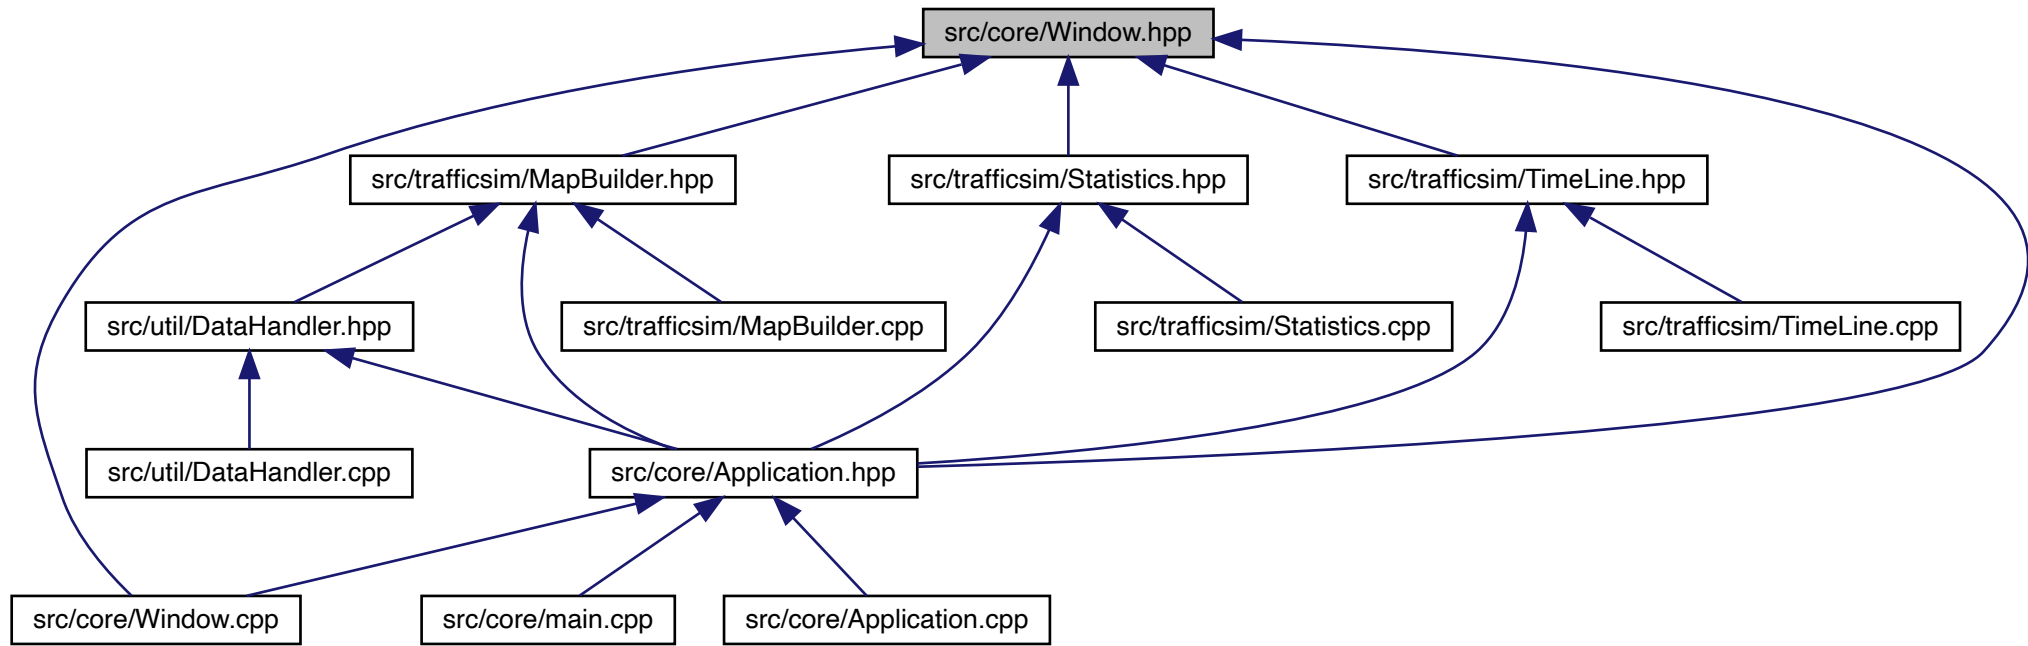 src/core/Window.hpp
src/trafficsim/MapBuilder.hpp
src/trafficsim/Statistics.hpp
src/trafficsim/TimeLine.hpp
src/util/DataHandler.hpp
src/trafficsim/MapBuilder.cpp
src/trafficsim/Statistics.cpp
src/trafficsim/TimeLine.cpp
src/util/DataHandler.cpp
src/core/Application.hpp
src/core/Window.cpp
src/core/main.cpp
src/core/Application.cpp